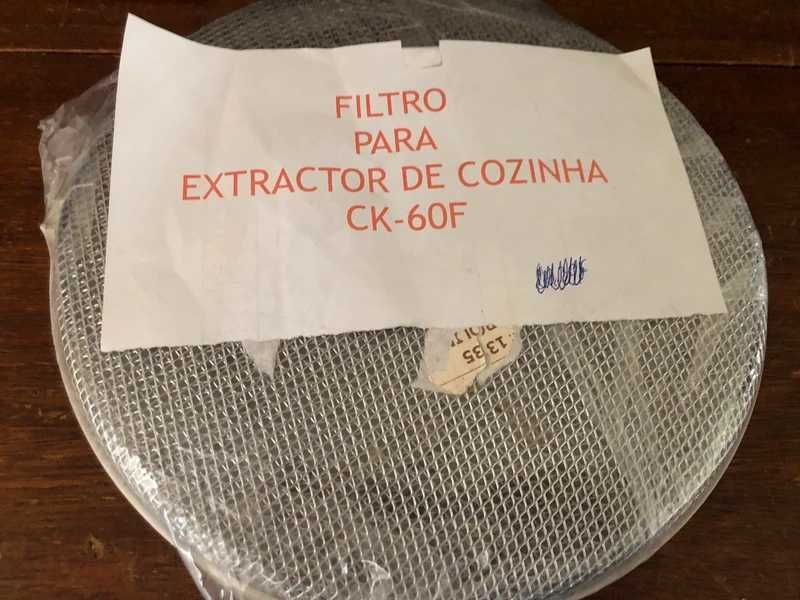 FILTRO
PARA
EXTRACTOR DE COZINHA
CK-60F